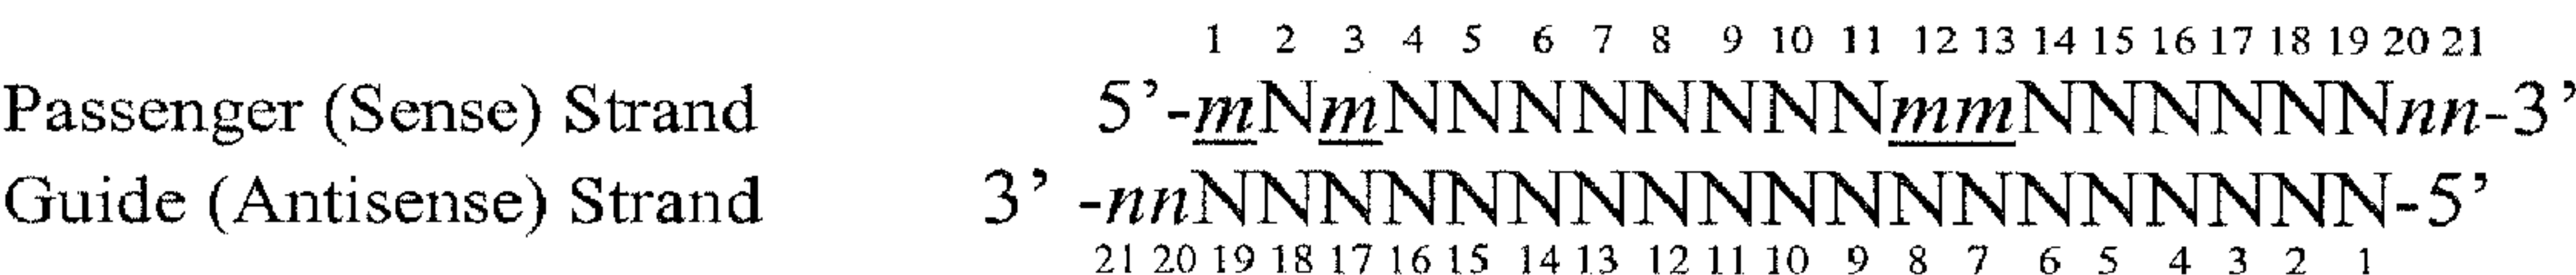 1 2 3 4 5 6 7 8 9 10 11 12 13 14 15 16 17 18 19 20 21
Passenger (Sense) Strand 5’-mNmNNNNNNNNmmNNNNNNnn-3’
Guide (Antisense) Strand 3’ -nnNNNNNNNNNNNNNNNNNNN-5’
21 20 19 18 17 16 15 14 13 12 11 10 9 8 7 6 5 4 3 2 1